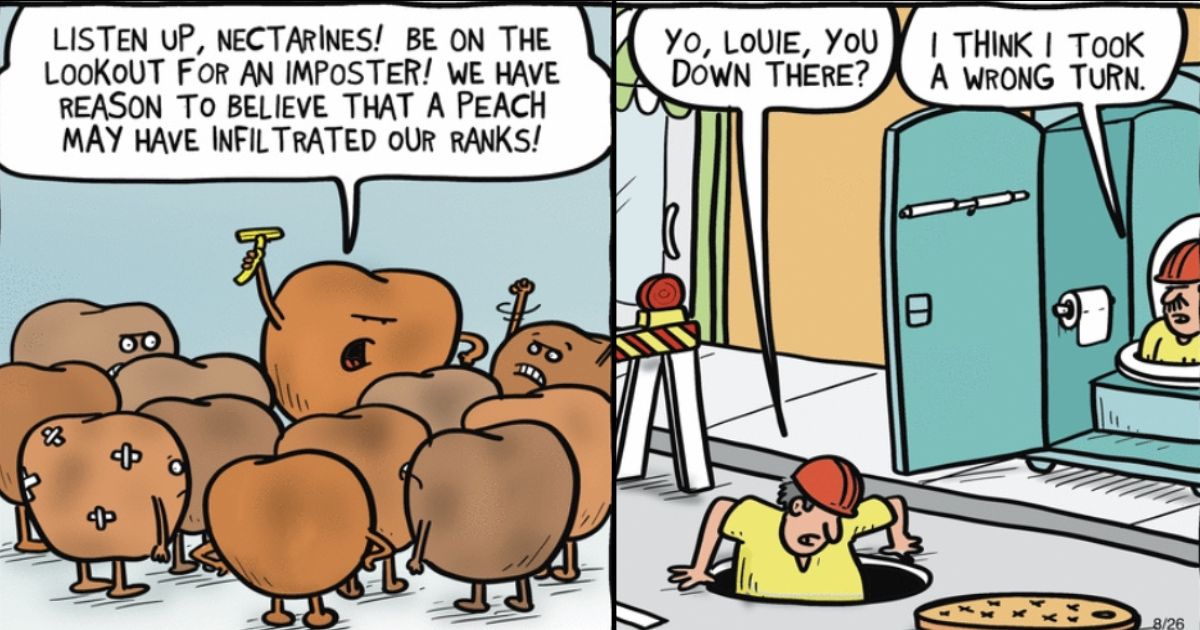 LISTEN UP, NECTARINES! BE ON THE
LOOKOUT FOR AN IMPOSTER! WE HAVE
REASON TO BELIEVE THAT A PEACH
MAY HAVE INFILTRATED OUR RANKS!
YO, LOUIE, YOU
DOWN THERE?
I THINK I TOOK
A WRONG TURN.
8/26